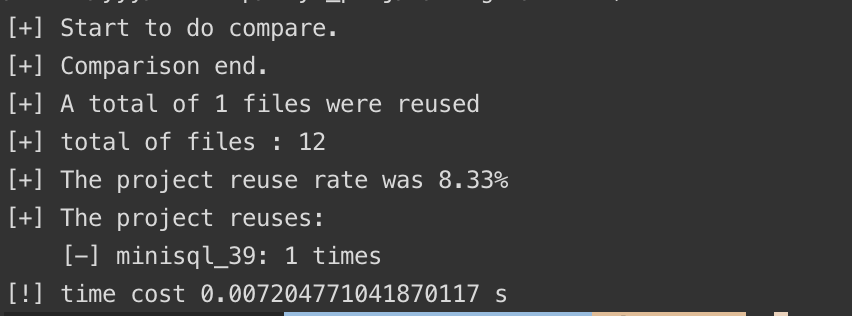 [+] Start to do compare.
[+] Comparison end.
[+] A total of 1 files were reused
[+] total of files : 12
[+] The project reuse rate was 8.33%
[+] The project reuses:
[-] minisql_39: 1 times
[!] time cost 0.007204771041870117 s